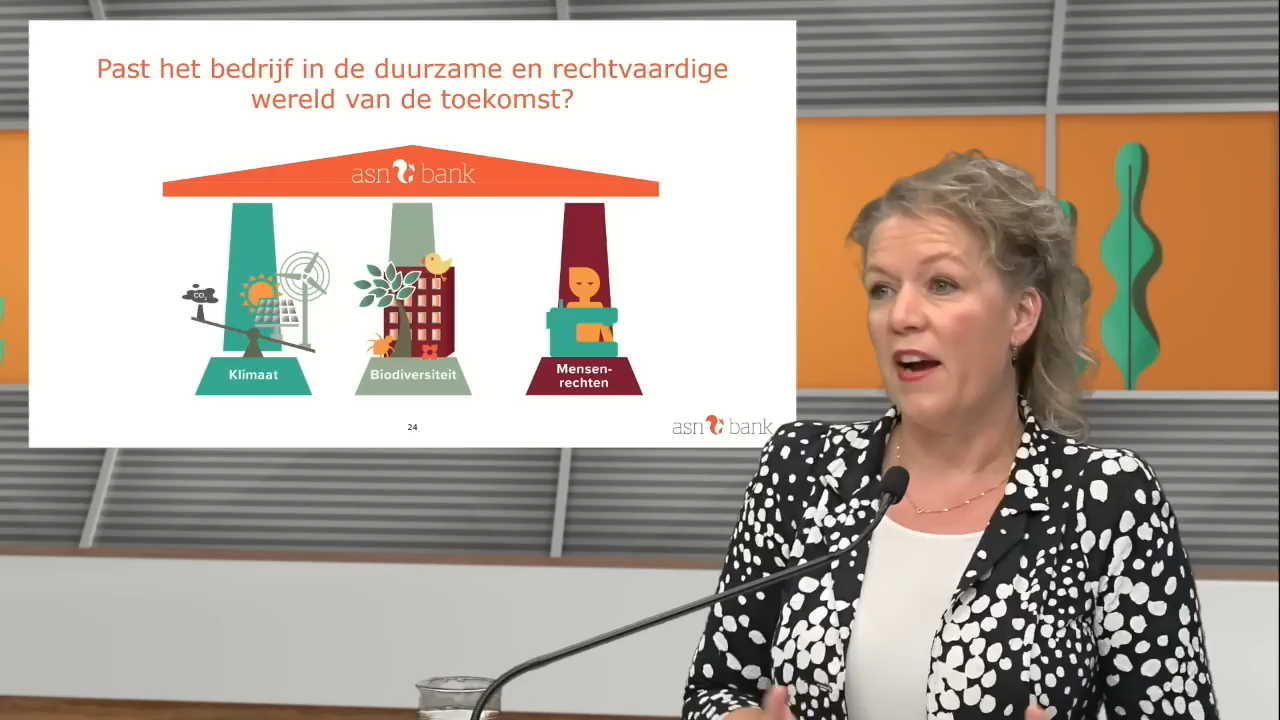 Past het bedrijf in de duurzame en rechtvaardige
wereld van de toekomst?
asn bank
CO₂
Klimaat
Biodiversiteit
Mensen-
rechten
24
asn bank